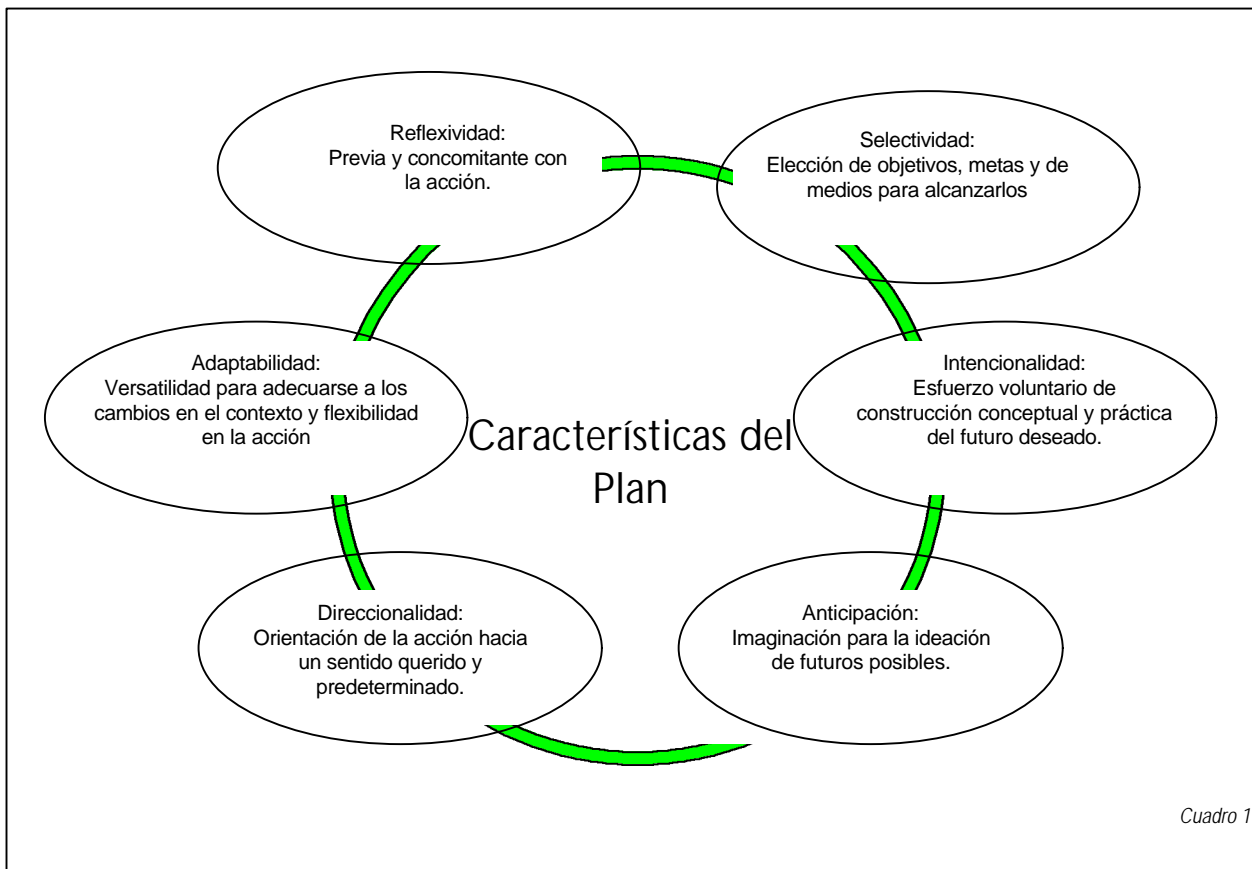 Reflexividad:
Previa y concomitante con
la acción.
Selectividad:
Elección de objetivos, metas y de
medios para alcanzarlos
Adaptabilidad:
Versatilidad para adecuarse a los
cambios en el contexto y flexibilidad
en la acción
Intencionalidad:
Esfuerzo voluntario de
construcción conceptual y práctica
del futuro deseado.
Características del
Plan
Direccionalidad:
Orientación de la acción hacia
un sentido querido y
predeterminado.
Anticipación:
Imaginación para la ideación
de futuros posibles.
Cuadro 1